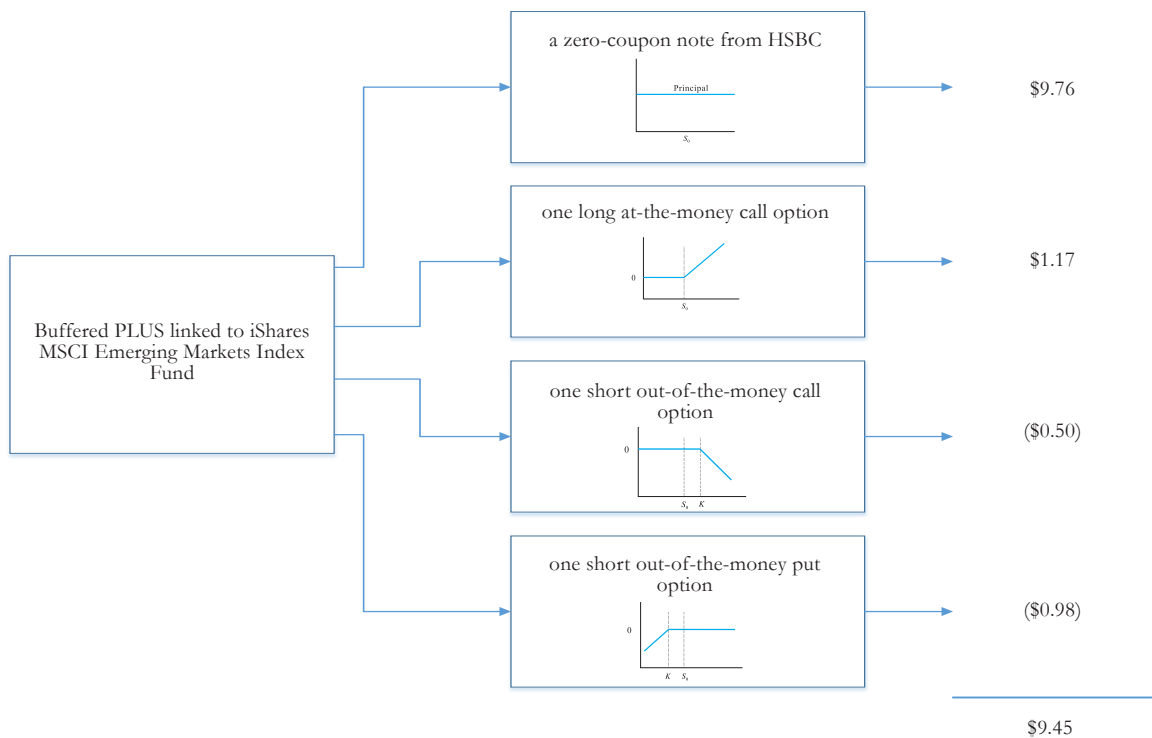 a zero-coupon note from HSBC
Principal
S₀
$9.76
one long at-the-money call option
0
S₀
$1.17
Buffered PLUS linked to iShares
MSCI Emerging Markets Index
Fund
one short out-of-the-money call
option
0
S₀ K
($0.50)
one short out-of-the-money put
option
0
K S₀
($0.98)
$9.45